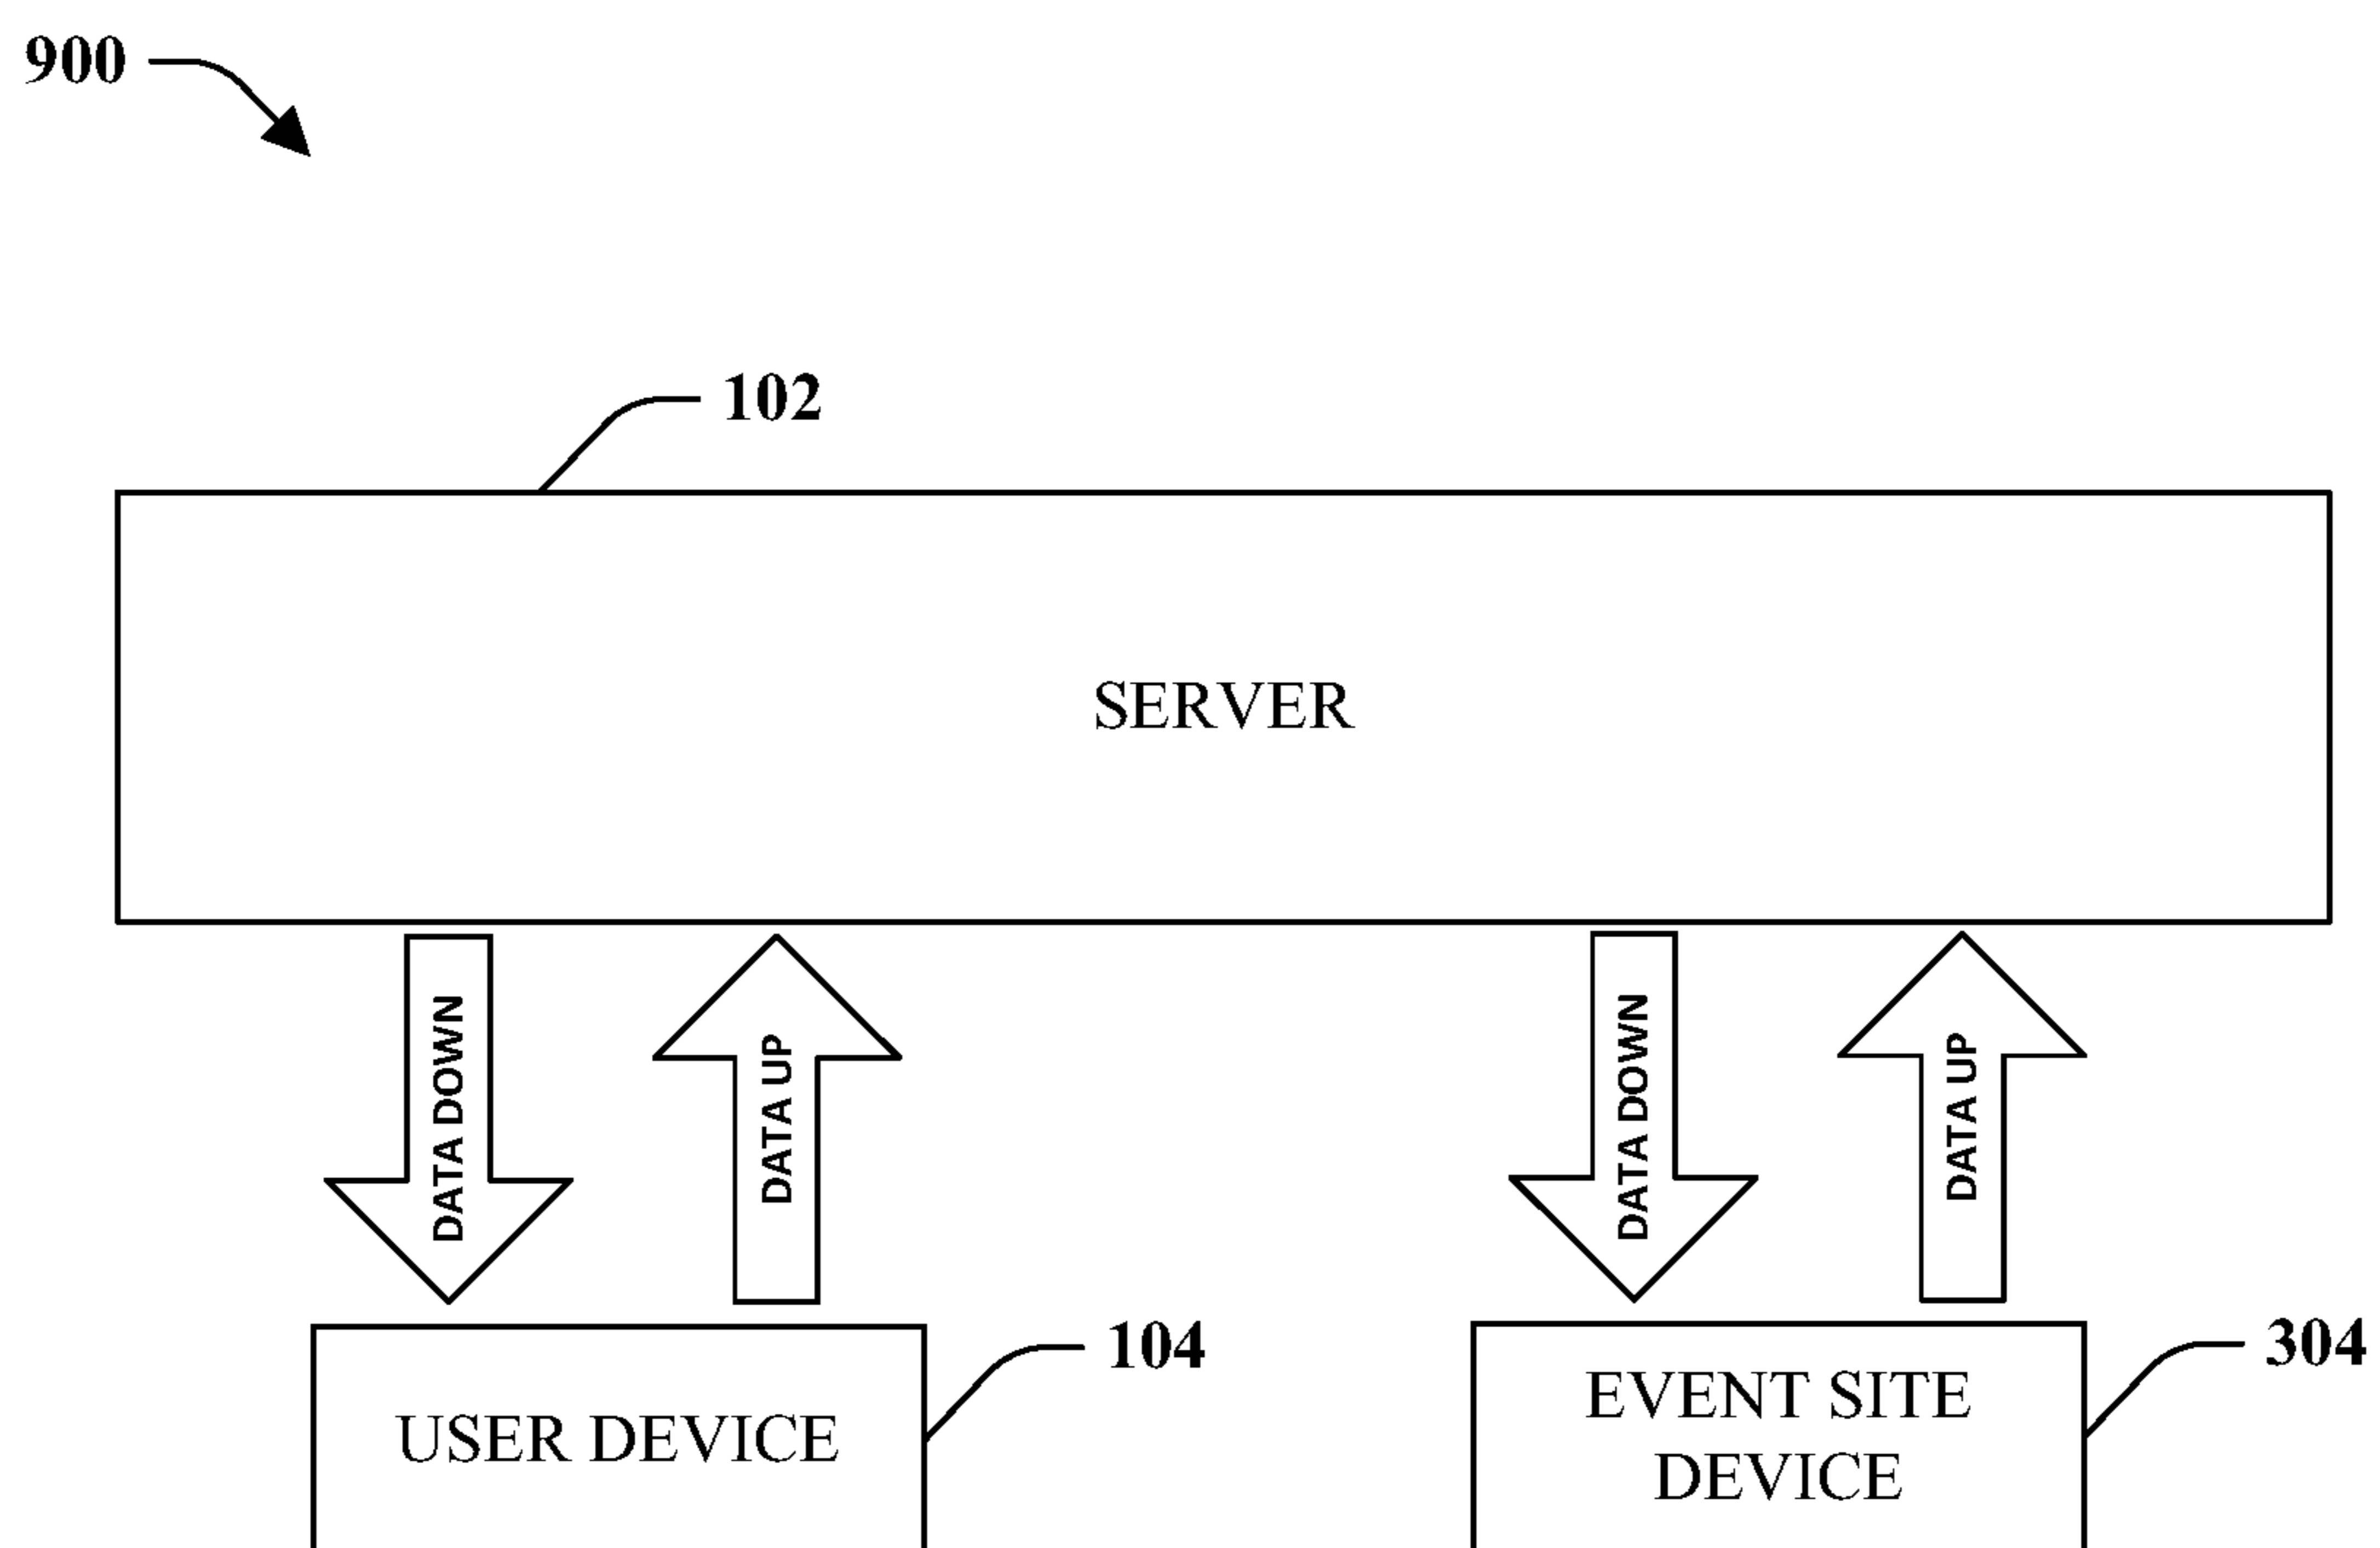 900
102
SERVER
DATA DOWN
DATA UP
DATA DOWN
DATA UP
104
304
USER DEVICE
EVENT SITE
DEVICE